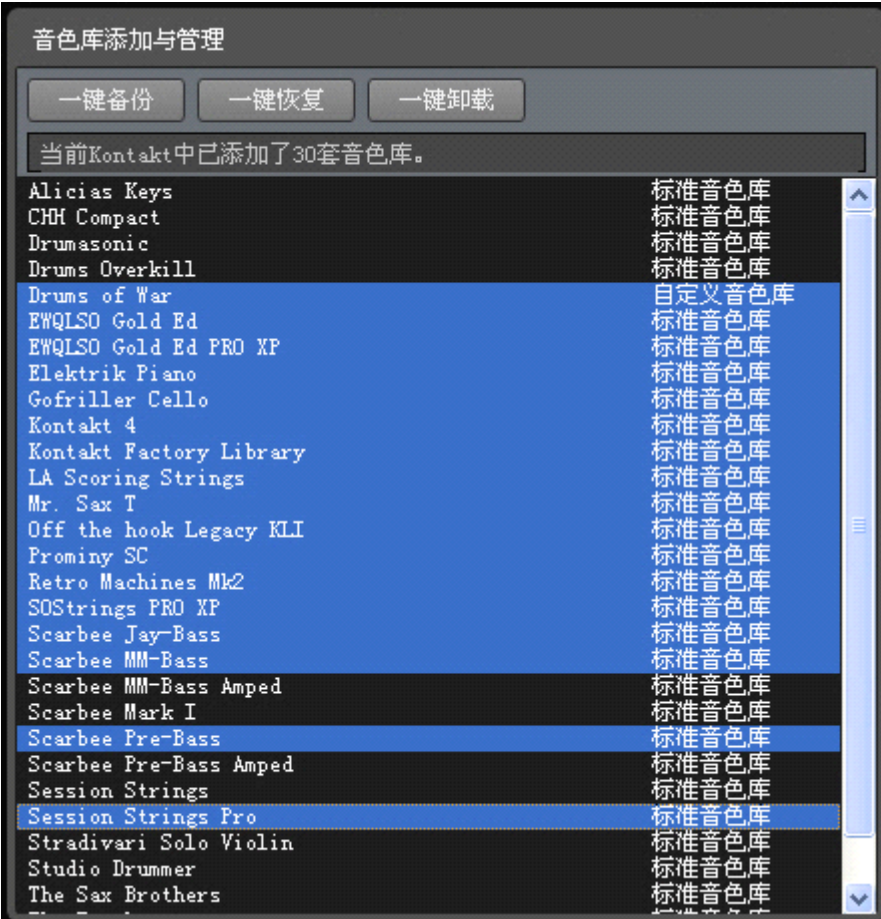 音色库添加与管理
一键备份 一键恢复 一键卸载
当前Kontakt中已添加了30套音色库。
Alicias Keys 标准音色库
CHH Compact 标准音色库
Drumasonic 标准音色库
Drums Overkill 标准音色库
Drums of War 自定义音色库
EWQLSO Gold Ed 标准音色库
EWQLSO Gold Ed PRO XP 标准音色库
Elektrik Piano 标准音色库
Gofriller Cello 标准音色库
Kontakt 4 标准音色库
Kontakt Factory Library 标准音色库
LA Scoring Strings 标准音色库
Mr. Sax T 标准音色库
Off the hook Legacy KLI 标准音色库
Prominy SC 标准音色库
Retro Machines Mk2 标准音色库
SOStrings PRO XP 标准音色库
Scarbee Jay-Bass 标准音色库
Scarbee MM-Bass 标准音色库
Scarbee MM-Bass Amped 标准音色库
Scarbee Mark I 标准音色库
Scarbee Pre-Bass 标准音色库
Scarbee Pre-Bass Amped 标准音色库
Session Strings 标准音色库
Session Strings Pro 标准音色库
Stradivari Solo Violin 标准音色库
Studio Drummer 标准音色库
The Sax Brothers 标准音色库